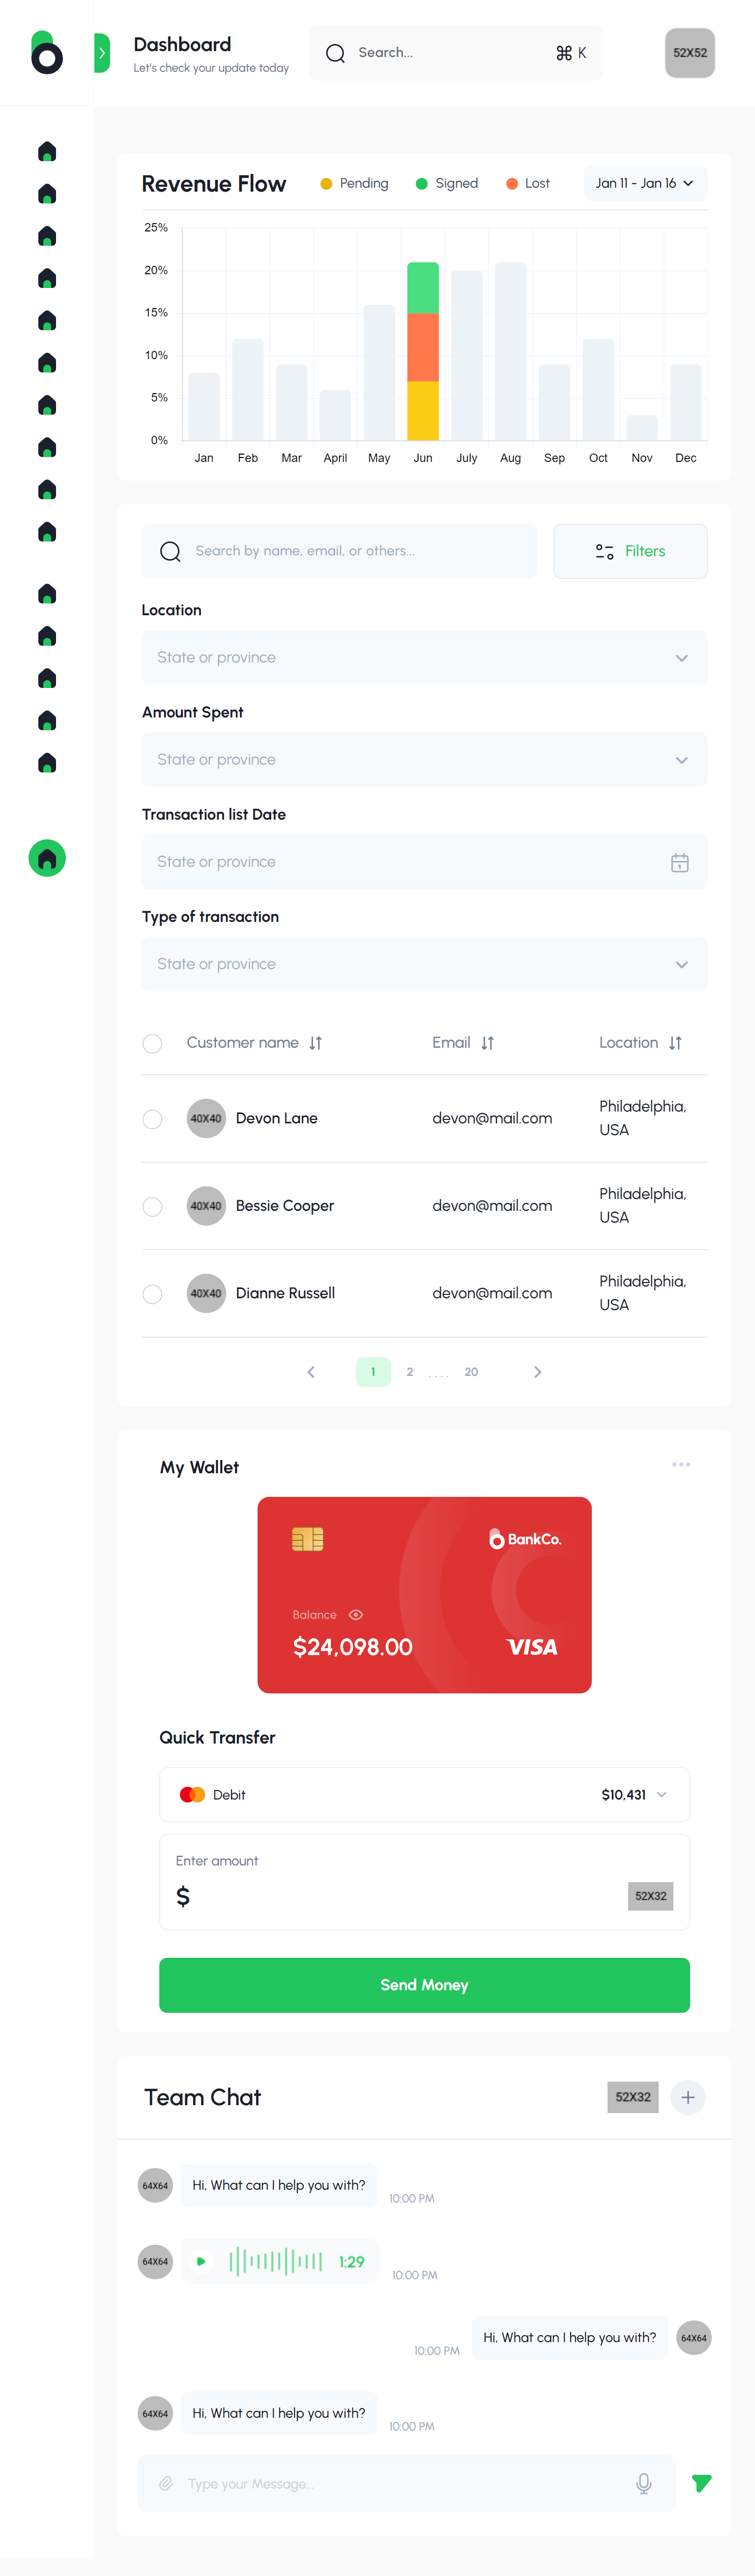 Dashboard
Let's check your update today
Search...
⌘ K
52X52
Revenue Flow
Pending
Signed
Lost
Jan 11 - Jan 16
25%
20%
15%
10%
5%
0%
Jan Feb Mar April May Jun July Aug Sep Oct Nov Dec
Search by name, email, or others...
Filters
Location
State or province
Amount Spent
State or province
Transaction list Date
State or province
1
Type of transaction
State or province
Customer name Email Location
40X40 Devon Lane devon@mail.com Philadelphia,
USA
40X40 Bessie Cooper devon@mail.com Philadelphia,
USA
40X40 Dianne Russell devon@mail.com Philadelphia,
USA
1 2 .... 20
My Wallet
BankCo.
Balance
$24,098.00
VISA
Quick Transfer
Debit $10,431
Enter amount
$
52X32
Send Money
Team Chat
52X32
64X64 Hi, What can I help you with?
10:00 PM
64X64 1:29
10:00 PM
Hi, What can I help you with? 64X64
10:00 PM
64X64 Hi, What can I help you with?
10:00 PM
Type your Message...